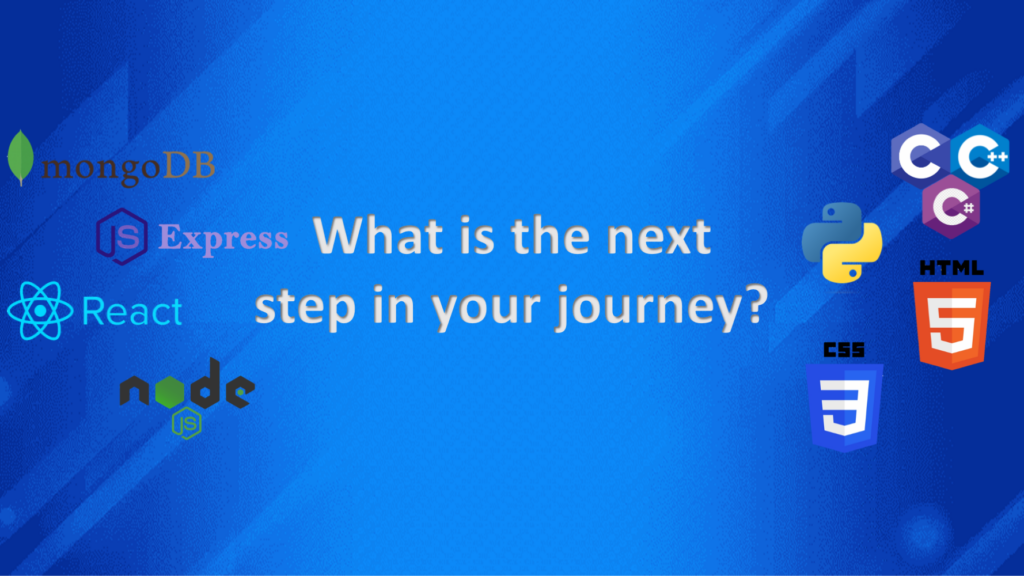 mongoDB
JS Express
React
node
JS
What is the next
step in your journey?
C C++
C#
HTML
5
CSS
3